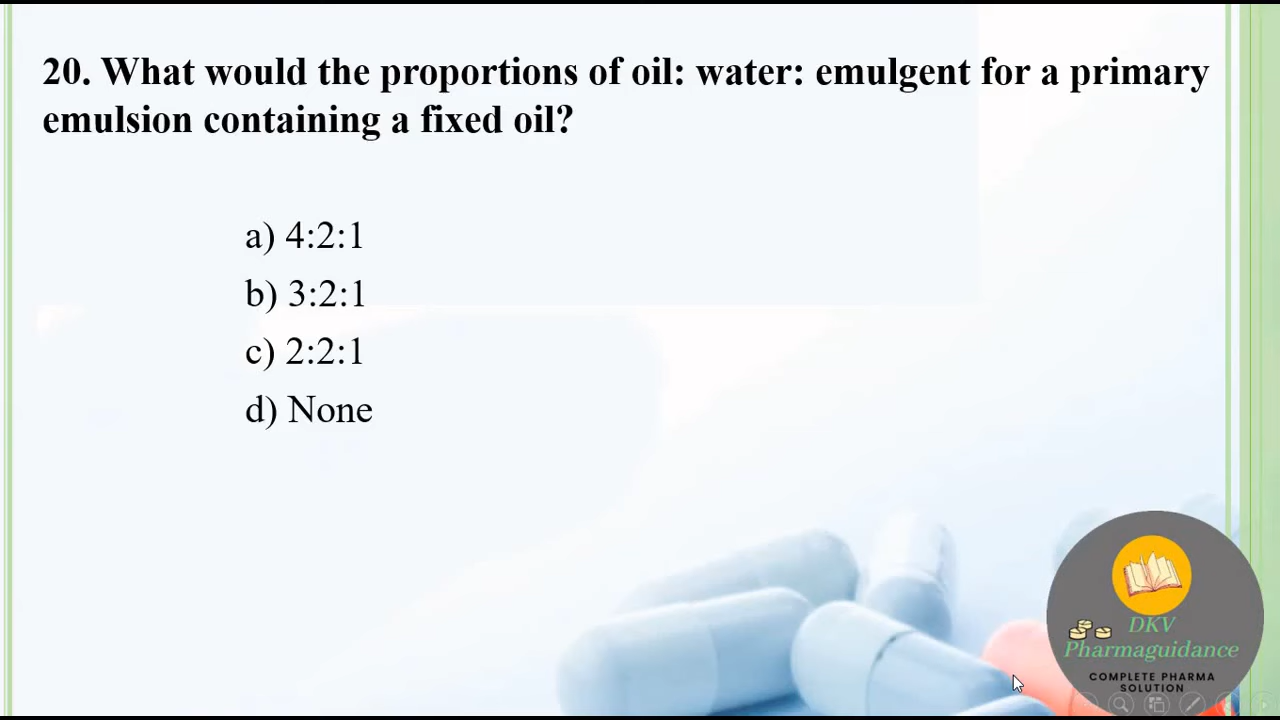 20. What would the proportions of oil: water: emulgent for a primary
emulsion containing a fixed oil?
a) 4:2:1
b) 3:2:1
c) 2:2:1
d) None
DKV
Pharmaguidance
COMPLETE PHARMA
SOLUTION